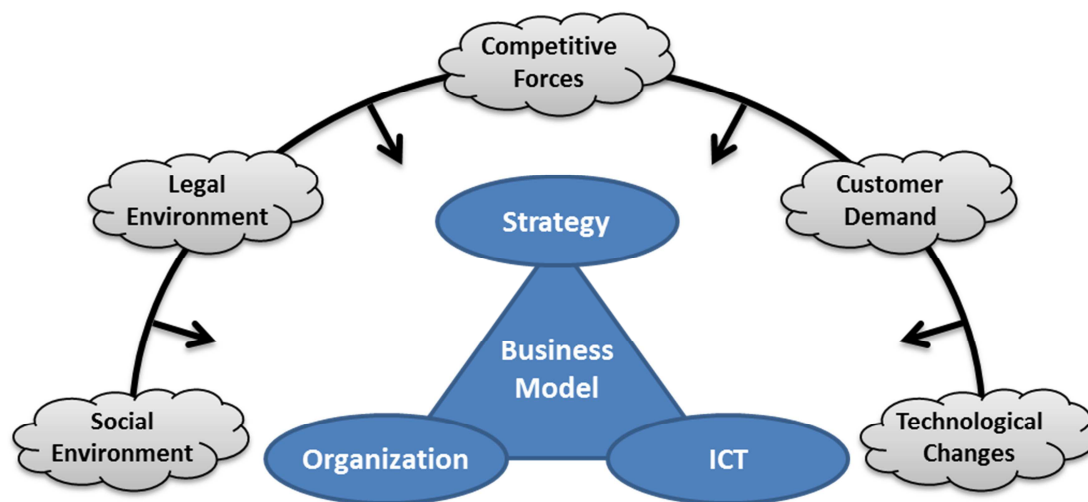 Competitive
Forces
Legal
Environment
Customer
Demand
Strategy
Business
Model
Social
Environment
Organization
ICT
Technological
Changes